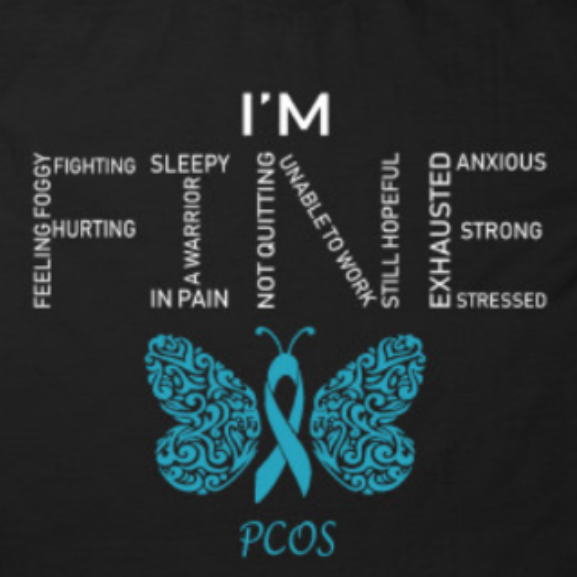 I'M
FEELING FOGGY
FIGHTING
HURTING
SLEEPY
A WARRIOR
IN PAIN
NOT QUITTING
UNABLE TO WORK
STILL HOPEFUL
EXHAUSTED
ANXIOUS
STRONG
STRESSED
PCOS